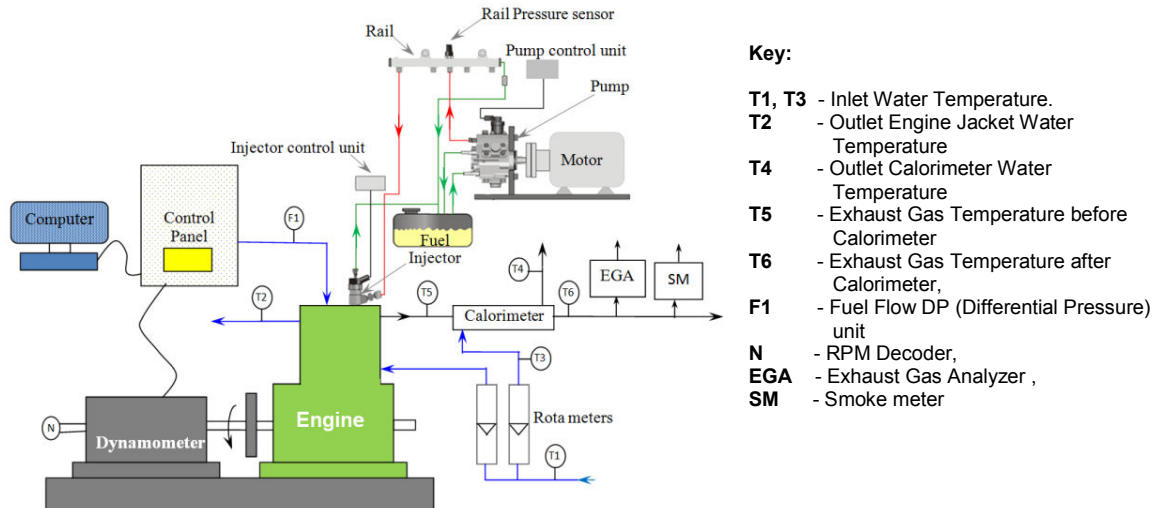 Rail Pressure sensor
Rail
Pump control unit
Pump
Injector control unit
Motor
Computer
Control
Panel
F1
Fuel
Injector
T2
T5
T4
T6
EGA
SM
Calorimeter
T3
Engine
Rota meters
N
Dynamometer
T1
Key:
T1, T3 - Inlet Water Temperature.
T2 - Outlet Engine Jacket Water
Temperature
T4 - Outlet Calorimeter Water
Temperature
T5 - Exhaust Gas Temperature before
Calorimeter
T6 - Exhaust Gas Temperature after
Calorimeter,
F1 - Fuel Flow DP (Differential Pressure)
unit
N - RPM Decoder,
EGA - Exhaust Gas Analyzer ,
SM - Smoke meter